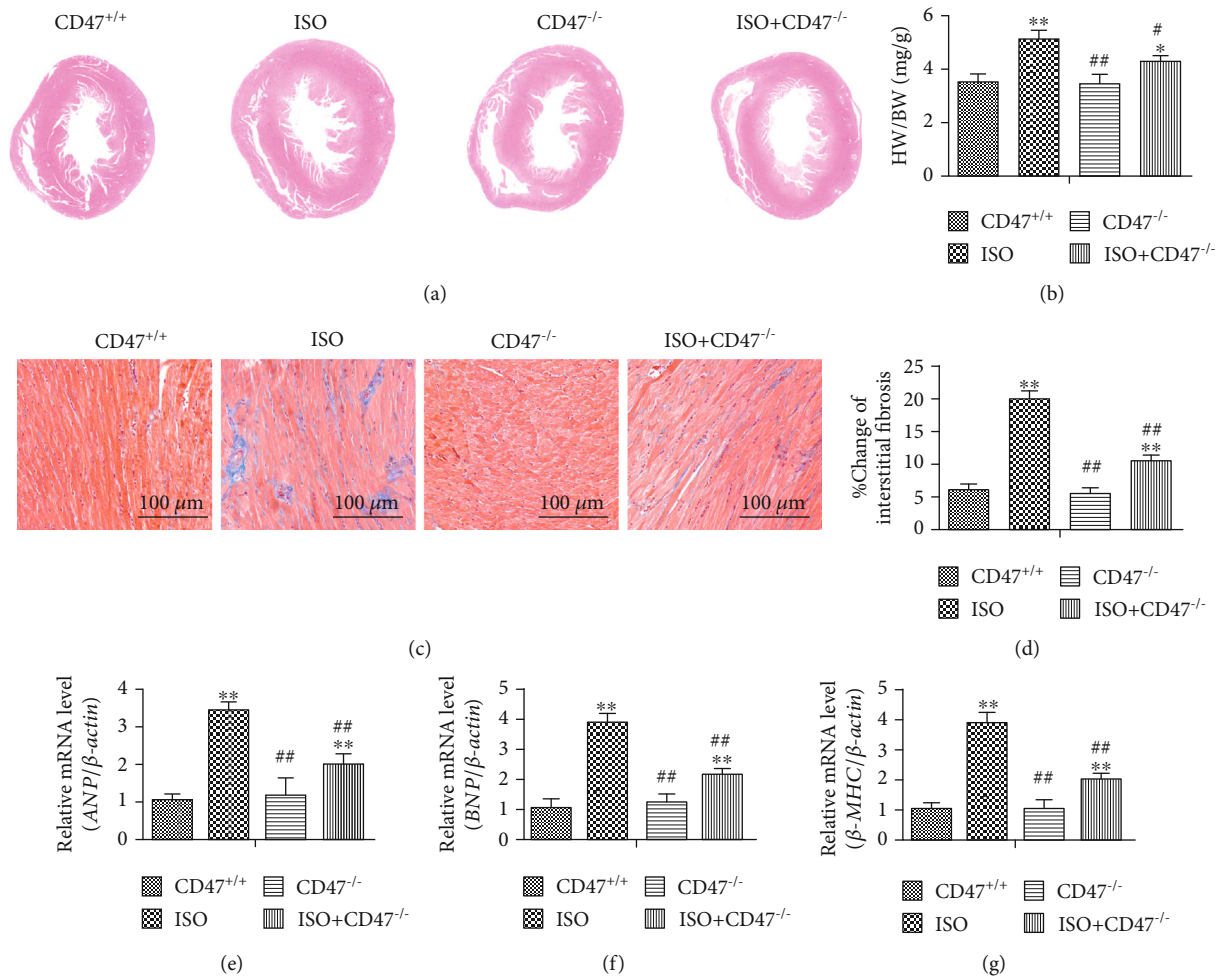 CD47+/+ ISO CD47-/- ISO+CD47-/-
(a)
HW/BW (mg/g)
6
4
2
0
**
##
#
*
CD47+/+ CD47-/-
ISO ISO+CD47-/-
(b)
CD47+/+ ISO CD47-/- ISO+CD47-/-
100 μm 100 μm 100 μm 100 μm
(c)
%Change of
interstitial fibrosis
25
20
15
10
5
0
**
##
##
**
CD47+/+ CD47-/-
ISO ISO+CD47-/-
(d)
Relative mRNA level
(ANP/β-actin)
4
3
2
1
0
**
##
##
**
CD47+/+ CD47-/-
ISO ISO+CD47-/-
(e)
Relative mRNA level
(BNP/β-actin)
5
4
3
2
1
0
**
##
##
**
CD47+/+ CD47-/-
ISO ISO+CD47-/-
(f)
Relative mRNA level
(β-MHC/β-actin)
5
4
3
2
1
0
**
##
##
**
CD47+/+ CD47-/-
ISO ISO+CD47-/-
(g)